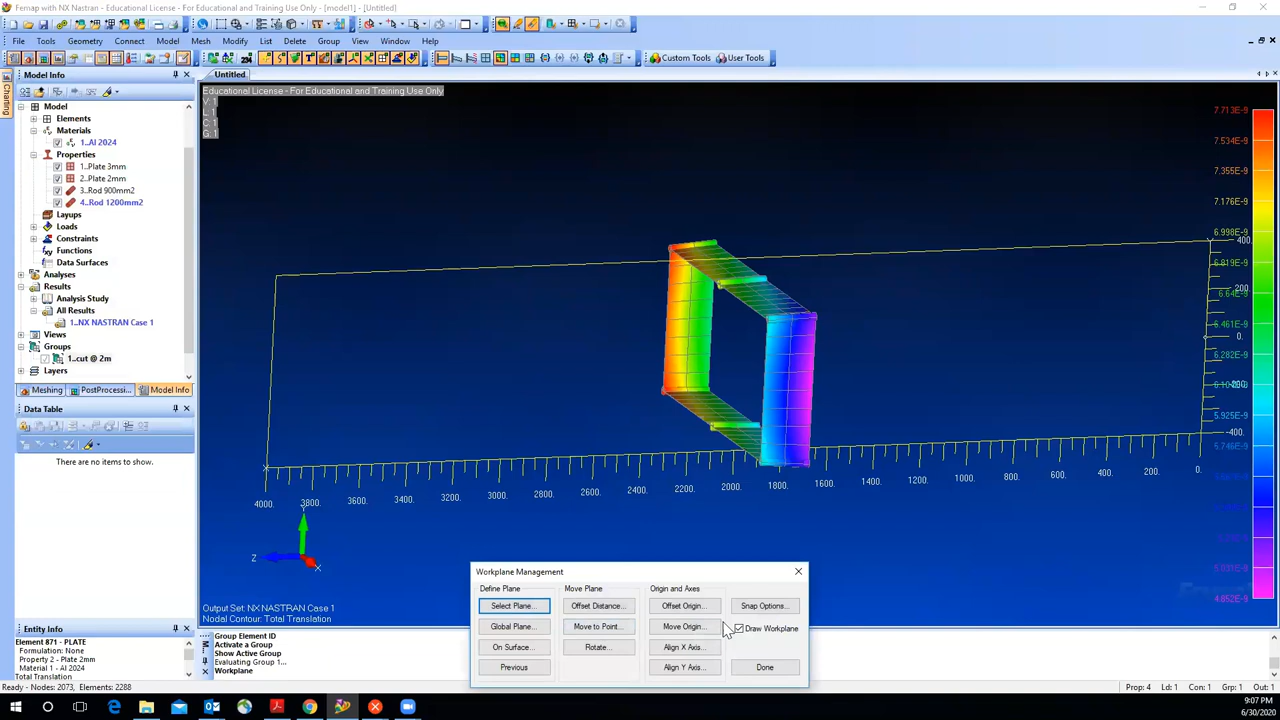 Femap with NX Nastran - Educational License - For Educational and Training Use Only - [model1] - [Untitled]
File Tools Geometry Connect Model Mesh Modify List Delete Group View Window Help
Custom Tools User Tools
Charting
Model Info
Untitled
Model
Elements
Materials
1..Al 2024
Properties
1..Plate 3mm
2..Plate 2mm
3..Rod 900mm2
4..Rod 1200mm2
Layups
Loads
Constraints
Functions
Data Surfaces
Analyses
Results
Analysis Study
All Results
1..NX NASTRAN Case 1
Views
Groups
1..cut @ 2m
Layers
Meshing PostProcessi... Model Info
Data Table
There are no items to show.
Entity Info
Element 871 - PLATE
Formulation: None
Property 2 - Plate 2mm
Material 1 - Al 2024
Total Translation
Educational License - For Educational and Training Use Only
V: 1
L: 1
C: 1
G: 1
7.713E-9
7.534E-9
7.355E-9
7.176E-9
6.998E-9
6.819E-9
6.64E-9
6.461E-9
6.282E-9
5.925E-9
5.746E-9
5.031E-9
4.852E-9
400.
200.
0.
-400.
4000. 3800. 3600. 3400. 3200. 3000. 2800. 2600. 2400. 2200. 2000. 1800. 1600. 1400. 1200. 1000. 800. 600. 400. 200. 0.
Y
Z
X
Output Set: NX NASTRAN Case 1
Nodal Contour: Total Translation
Workplane Management
Define Plane Move Plane Origin and Axes
Select Plane... Offset Distance... Offset Origin... Snap Options...
Global Plane... Move to Point... Move Origin... Draw Workplane
On Surface... Rotate... Align X Axis...
Previous Align Y Axis... Done
Group Element ID
Activate a Group
Show Active Group
Evaluating Group 1...
Workplane
Ready - Nodes: 2073, Elements: 2288
Prop: 4 Ld: 1 Con: 1 Grp: 1 Out: 1
9:07 PM
6/30/2020